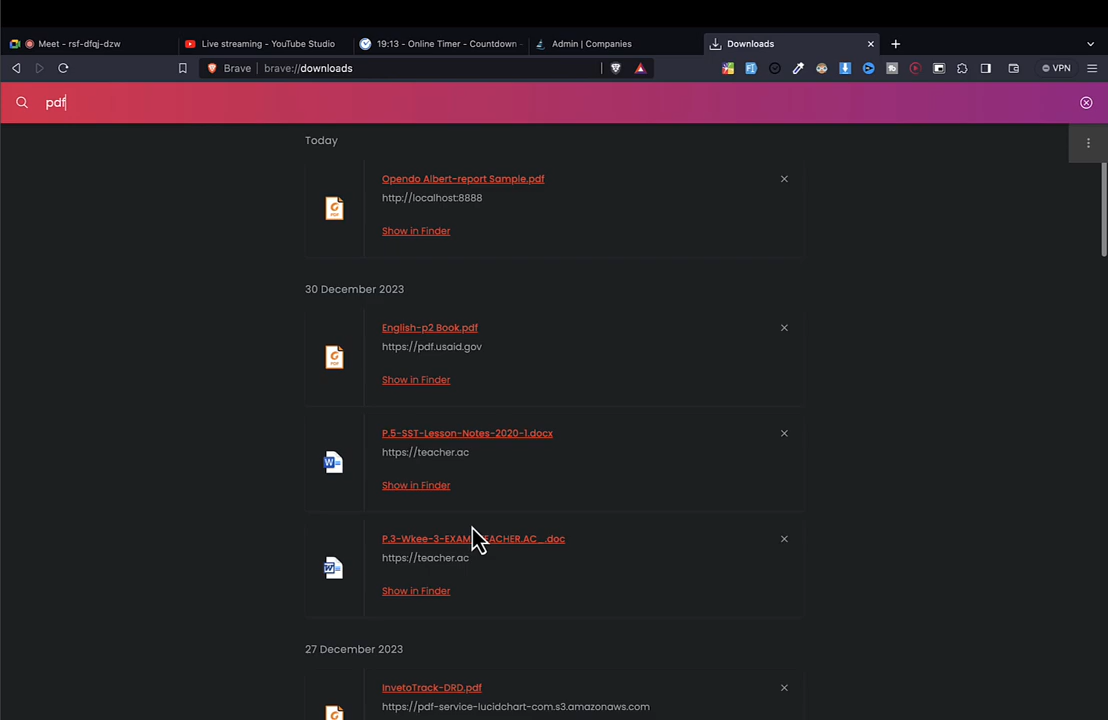 Meet - rsf-dfqj-dzw
Live streaming - YouTube Studio
19:13 - Online Timer - Countdown
Admin | Companies
Downloads
Brave
brave://downloads
VPN
pdf
Today
Opendo Albert-report Sample.pdf
http://localhost:8888
Show in Finder
30 December 2023
English-p2 Book.pdf
https://pdf.usaid.gov
Show in Finder
P.5-SST-Lesson-Notes-2020-1.docx
https://teacher.ac
Show in Finder
P.3-Wkee-3-EXAM EACHER.AC_.doc
https://teacher.ac
Show in Finder
27 December 2023
InvetoTrack-DRD.pdf
https://pdf-service-lucidchart-com.s3.amazonaws.com